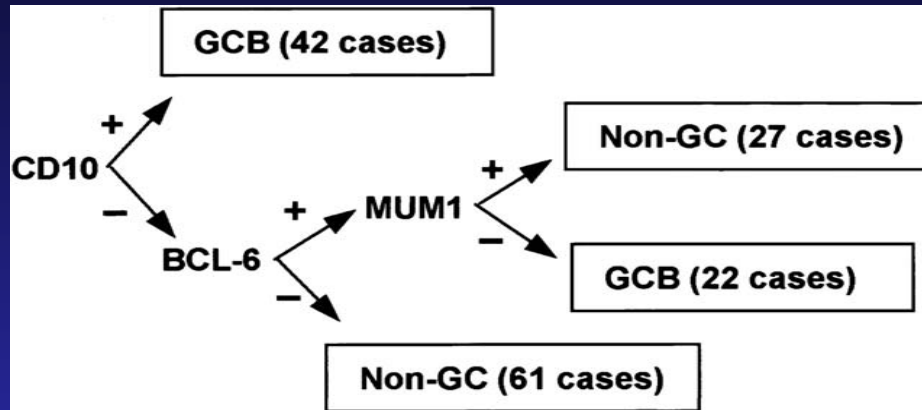 GCB (42 cases)
+
Non-GC (27 cases)
CD10
+
+
MUM1
−
−
BCL-6
GCB (22 cases)
−
Non-GC (61 cases)